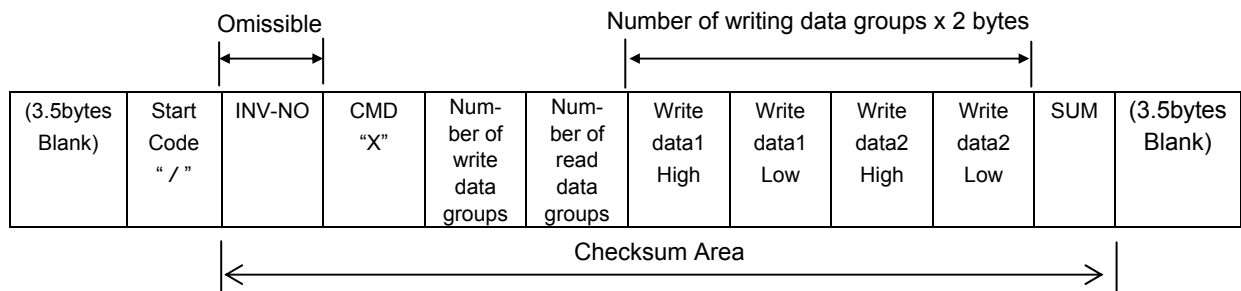 Omissible
Number of writing data groups x 2 bytes
(3.5bytes
Blank)
Start
Code
“ / ”
INV-NO
CMD
“X”
Num-
ber of
write
data
groups
Num-
ber of
read
data
groups
Write
data1
High
Write
data1
Low
Write
data2
High
Write
data2
Low
SUM
(3.5bytes
Blank)
Checksum Area